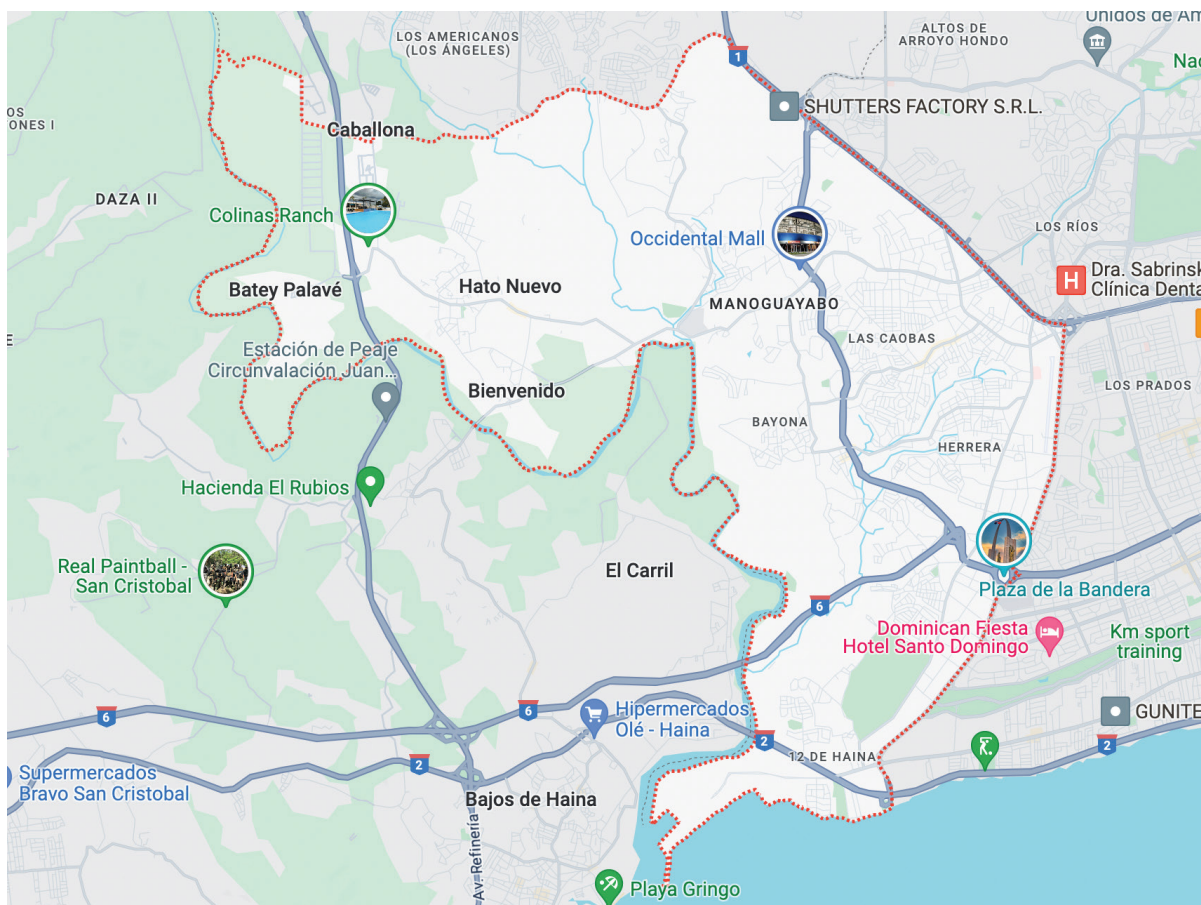 Unidos de Am
ALTOS DE
ARROYO HONDO
LOS AMERICANOS
(LOS ÁNGELES)
1
Nac
SHUTTERS FACTORY S.R.L.
OS
ONES I
Caballona
DAZA II
Colinas Ranch
Occidental Mall
LOS RÍOS
H
Dra. Sabrinsk
Clínica Denta
Batey Palavé
Hato Nuevo
MANOGUAYABO
LAS CAOBAS
E
Estación de Peaje
Circunvalación Juan...
Bienvenido
LOS PRADOS
BAYONA
HERRERA
Hacienda El Rubios
Real Paintball -
San Cristobal
El Carril
Plaza de la Bandera
6
Dominican Fiesta
Hotel Santo Domingo
Km sport
training
6
6
Hipermercados
Olé - Haina
GUNITE
2
2
2
12 DE HAINA
Supermercados
Bravo San Cristobal
Bajos de Haina
Av. Refinería
Playa Gringo